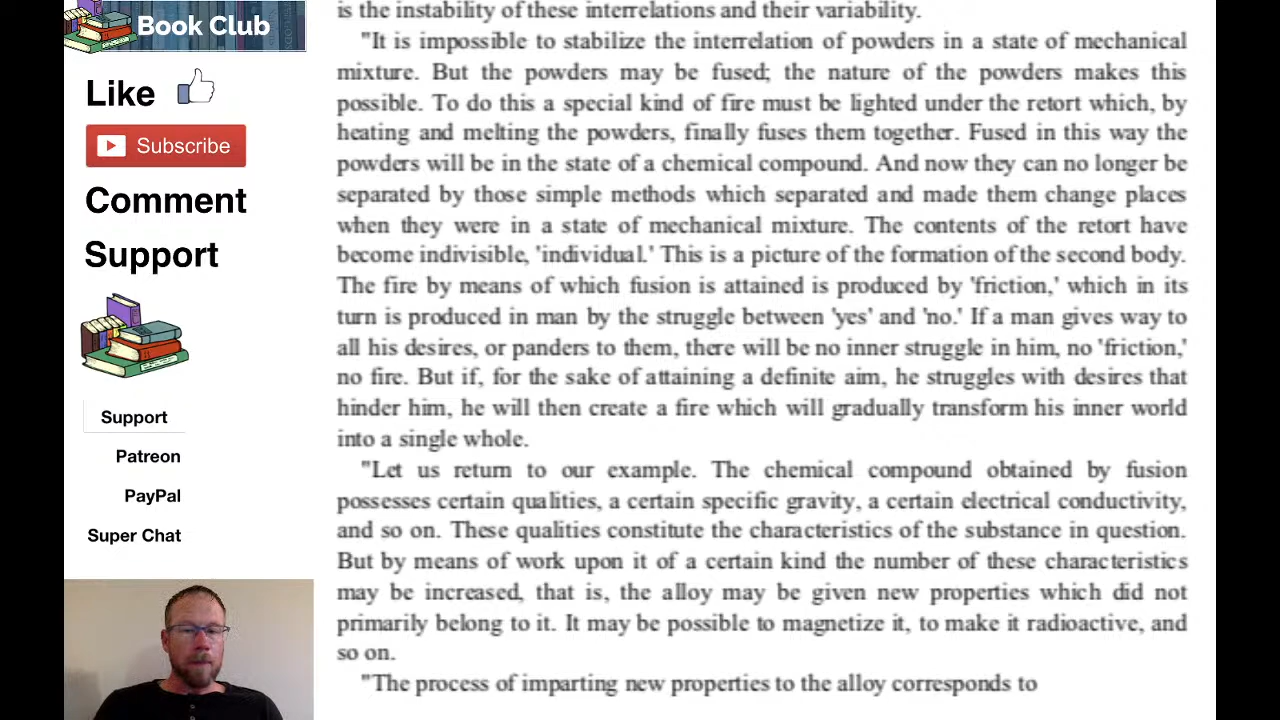 Book Club
Like
Subscribe
Comment
Support
Support
Patreon
PayPal
Super Chat
is the instability of these interrelations and their variability.
"It is impossible to stabilize the interrelation of powders in a state of mechanical
mixture. But the powders may be fused; the nature of the powders makes this
possible. To do this a special kind of fire must be lighted under the retort which, by
heating and melting the powders, finally fuses them together. Fused in this way the
powders will be in the state of a chemical compound. And now they can no longer be
separated by those simple methods which separated and made them change places
when they were in a state of mechanical mixture. The contents of the retort have
become indivisible, 'individual.' This is a picture of the formation of the second body.
The fire by means of which fusion is attained is produced by 'friction,' which in its
turn is produced in man by the struggle between 'yes' and 'no.' If a man gives way to
all his desires, or panders to them, there will be no inner struggle in him, no 'friction,'
no fire. But if, for the sake of attaining a definite aim, he struggles with desires that
hinder him, he will then create a fire which will gradually transform his inner world
into a single whole.
"Let us return to our example. The chemical compound obtained by fusion
possesses certain qualities, a certain specific gravity, a certain electrical conductivity,
and so on. These qualities constitute the characteristics of the substance in question.
But by means of work upon it of a certain kind the number of these characteristics
may be increased, that is, the alloy may be given new properties which did not
primarily belong to it. It may be possible to magnetize it, to make it radioactive, and
so on.
"The process of imparting new properties to the alloy corresponds to